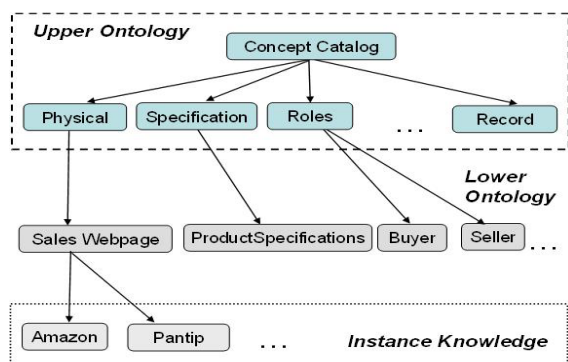 Upper Ontology
Concept Catalog
Physical
Specification
Roles
...
Record
Lower
Ontology
Sales Webpage
ProductSpecifications
Buyer
Seller
...
Amazon
Pantip
...
Instance Knowledge